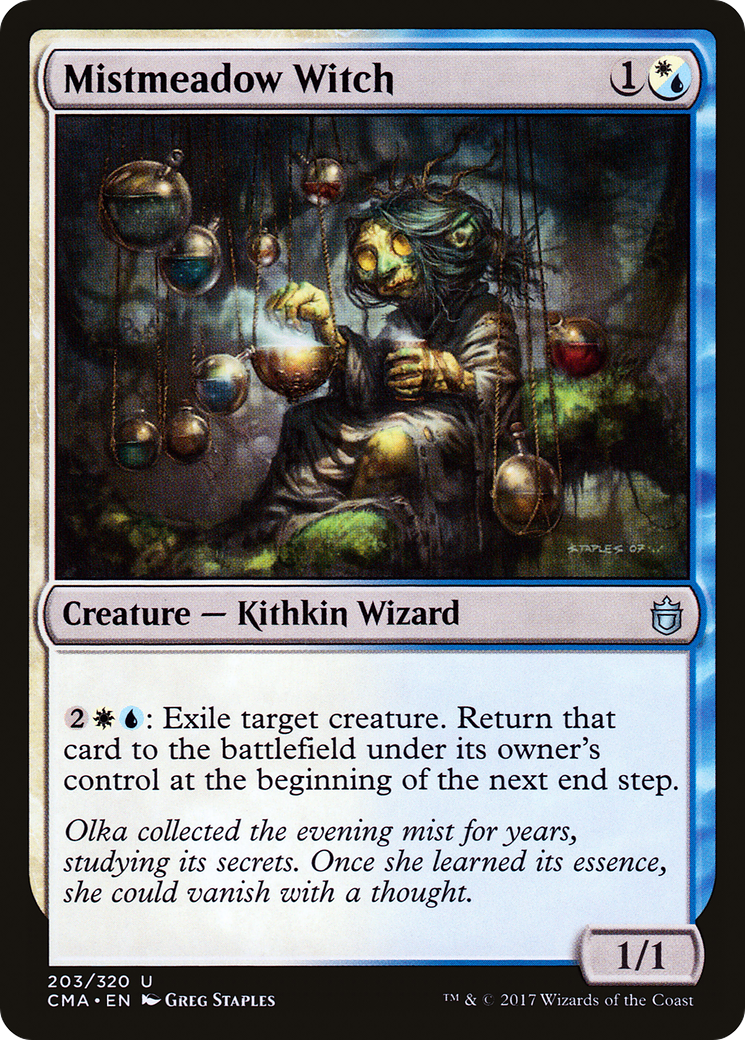 Mistmeadow Witch 1
STAPLES 07
Creature — Kithkin Wizard
2 : Exile target creature. Return that
card to the battlefield under its owner's
control at the beginning of the next end step.
Olka collected the evening mist for years,
studying its secrets. Once she learned its essence,
she could vanish with a thought.
1/1
203/320 U
CMA • EN Greg Staples
™ & © 2017 Wizards of the Coast